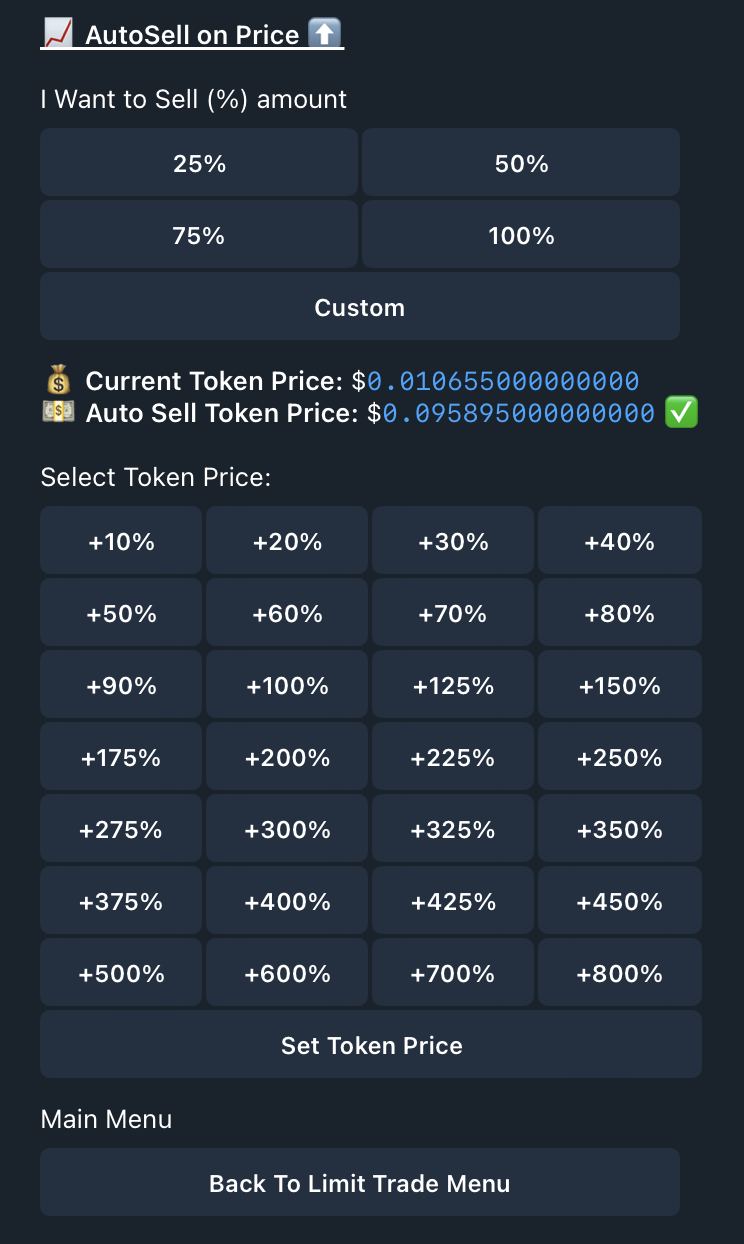 📈 AutoSell on Price ⬆️
I Want to Sell (%) amount
25% 50%
75% 100%
Custom
💰 Current Token Price: $0.010655000000000
💵 Auto Sell Token Price: $0.095895000000000 ✅
Select Token Price:
+10% +20% +30% +40%
+50% +60% +70% +80%
+90% +100% +125% +150%
+175% +200% +225% +250%
+275% +300% +325% +350%
+375% +400% +425% +450%
+500% +600% +700% +800%
Set Token Price
Main Menu
Back To Limit Trade Menu